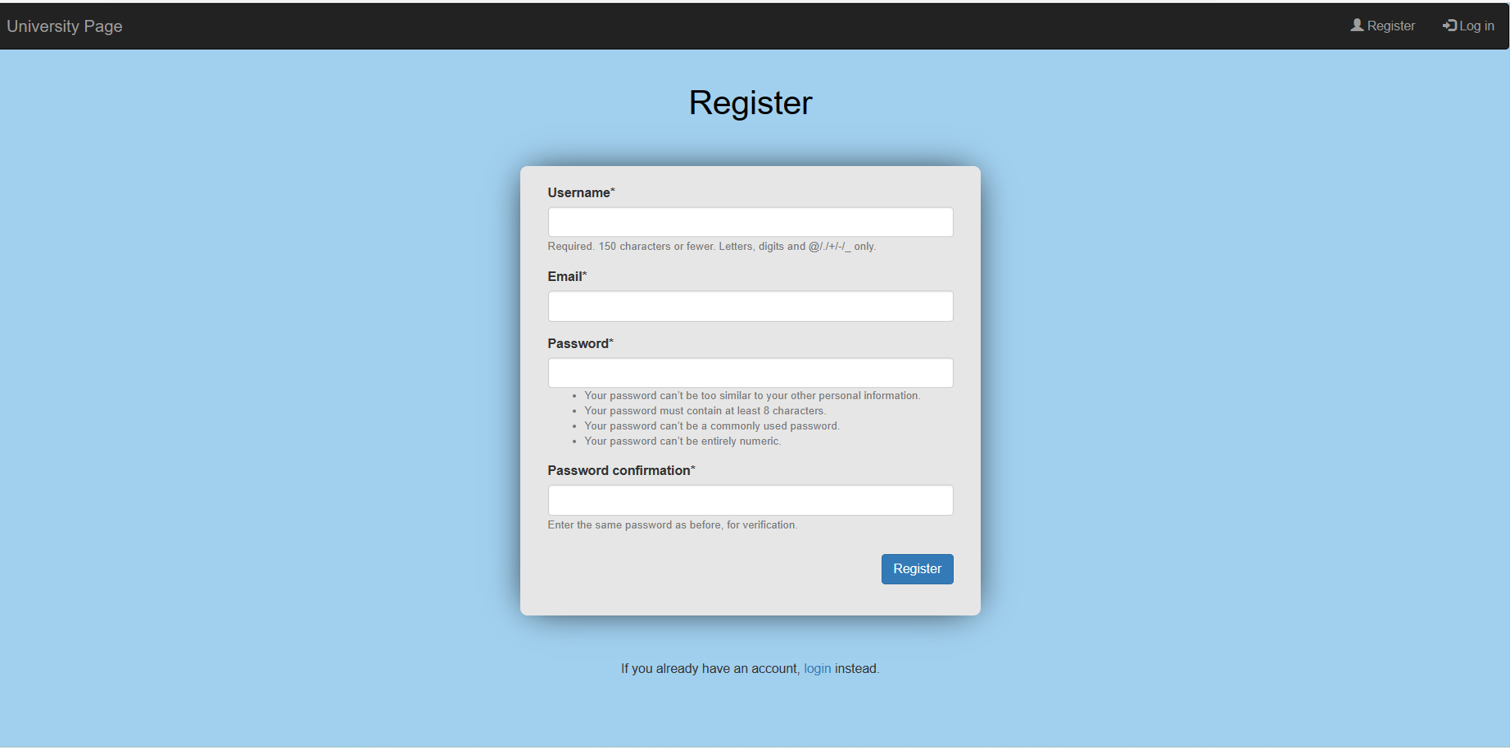 University Page
Register
Log in
Register
Username*
Required. 150 characters or fewer. Letters, digits and @/./+/-/_ only.
Email*
Password*
• Your password can't be too similar to your other personal information.
• Your password must contain at least 8 characters.
• Your password can't be a commonly used password.
• Your password can't be entirely numeric.
Password confirmation*
Enter the same password as before, for verification.
Register
If you already have an account, login instead.